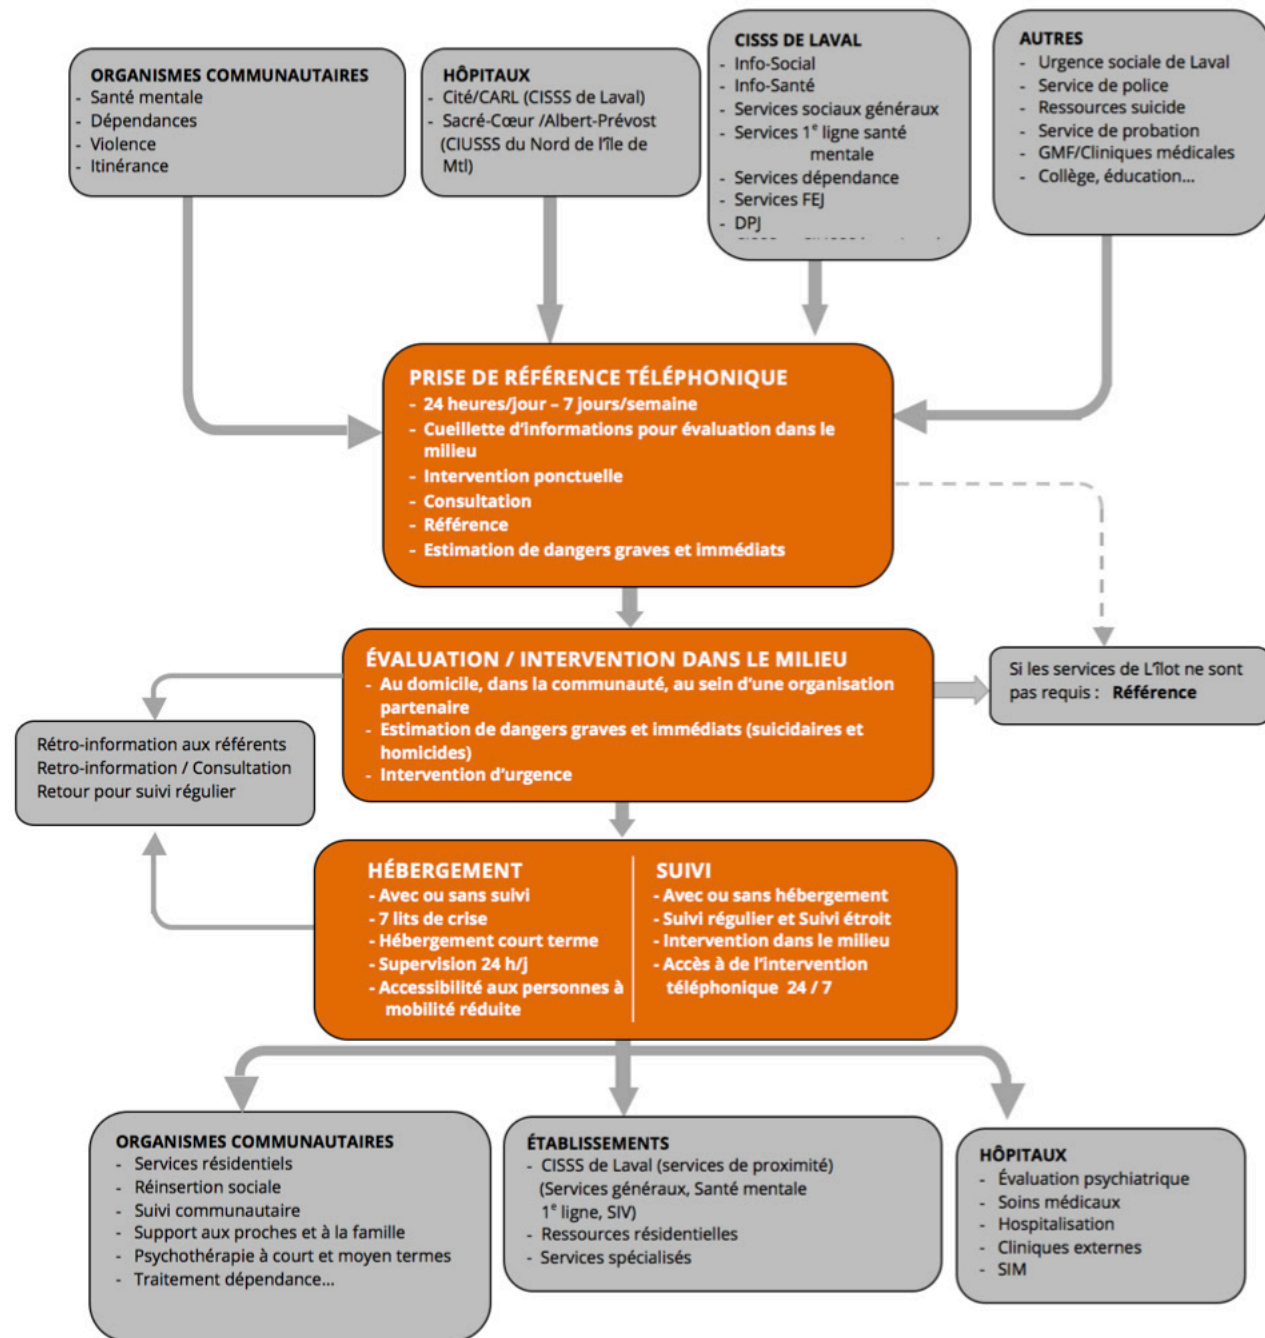 ORGANISMES COMMUNAUTAIRES
- Santé mentale
- Dépendances
- Violence
- Itinérance
HÔPITAUX
- Cité/CARL (CISSS de Laval)
- Sacré-Cœur /Albert-Prévost
(CIUSSS du Nord de l'île de
Mtl)
CISSS DE LAVAL
- Info-Social
- Info-Santé
- Services sociaux généraux
- Services 1e ligne santé
mentale
- Services dépendance
- Services FEJ
- DPJ
AUTRES
- Urgence sociale de Laval
- Service de police
- Ressources suicide
- Service de probation
- GMF/Cliniques médicales
- Collège, éducation...
PRISE DE RÉFÉRENCE TÉLÉPHONIQUE
- 24 heures/jour – 7 jours/semaine
- Cueillette d'informations pour évaluation dans le
milieu
- Intervention ponctuelle
- Consultation
- Référence
- Estimation de dangers graves et immédiats
ÉVALUATION / INTERVENTION DANS LE MILIEU
- Au domicile, dans la communauté, au sein d'une organisation
partenaire
- Estimation de dangers graves et immédiats (suicidaires et
homicides)
- Intervention d'urgence
Si les services de L'îlot ne sont
pas requis : Référence
Rétro-information aux référents
Retro-information / Consultation
Retour pour suivi régulier
HÉBERGEMENT
- Avec ou sans suivi
- 7 lits de crise
- Hébergement court terme
- Supervision 24 h/j
- Accessibilité aux personnes à
mobilité réduite
SUIVI
- Avec ou sans hébergement
- Suivi régulier et Suivi étroit
- Intervention dans le milieu
- Accès à de l'intervention
téléphonique 24 / 7
ORGANISMES COMMUNAUTAIRES
- Services résidentiels
- Réinsertion sociale
- Suivi communautaire
- Support aux proches et à la famille
- Psychothérapie à court et moyen termes
- Traitement dépendance...
ÉTABLISSEMENTS
- CISSS de Laval (services de proximité)
(Services généraux, Santé mentale
1e ligne, SIV)
- Ressources résidentielles
- Services spécialisés
HÔPITAUX
- Évaluation psychiatrique
- Soins médicaux
- Hospitalisation
- Cliniques externes
- SIM